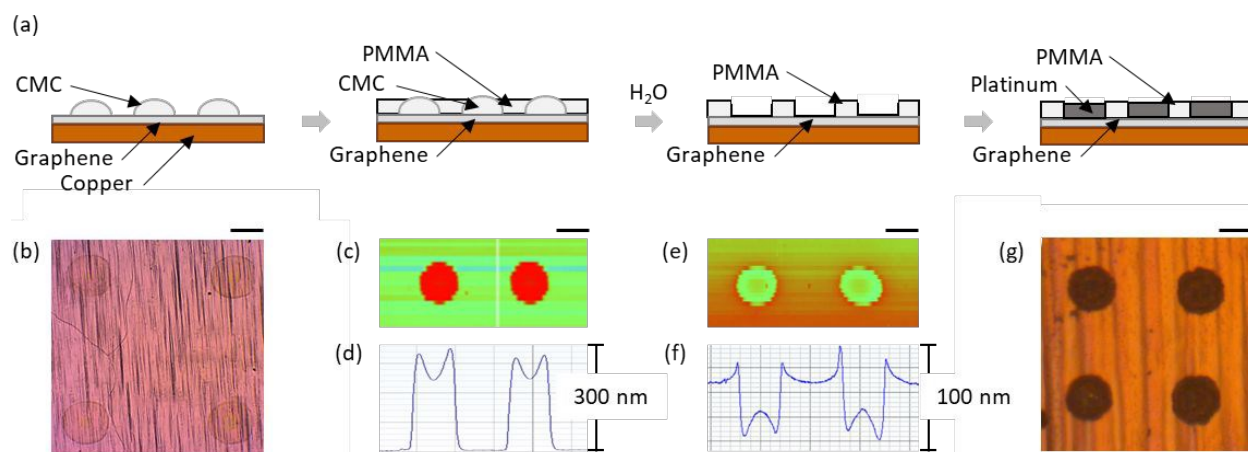 (a)
CMC
Graphene
Copper
PMMA
CMC
Graphene
H₂O
PMMA
Graphene
PMMA
Platinum
Graphene
(b)
(c)
(d)
300 nm
(e)
(f)
100 nm
(g)